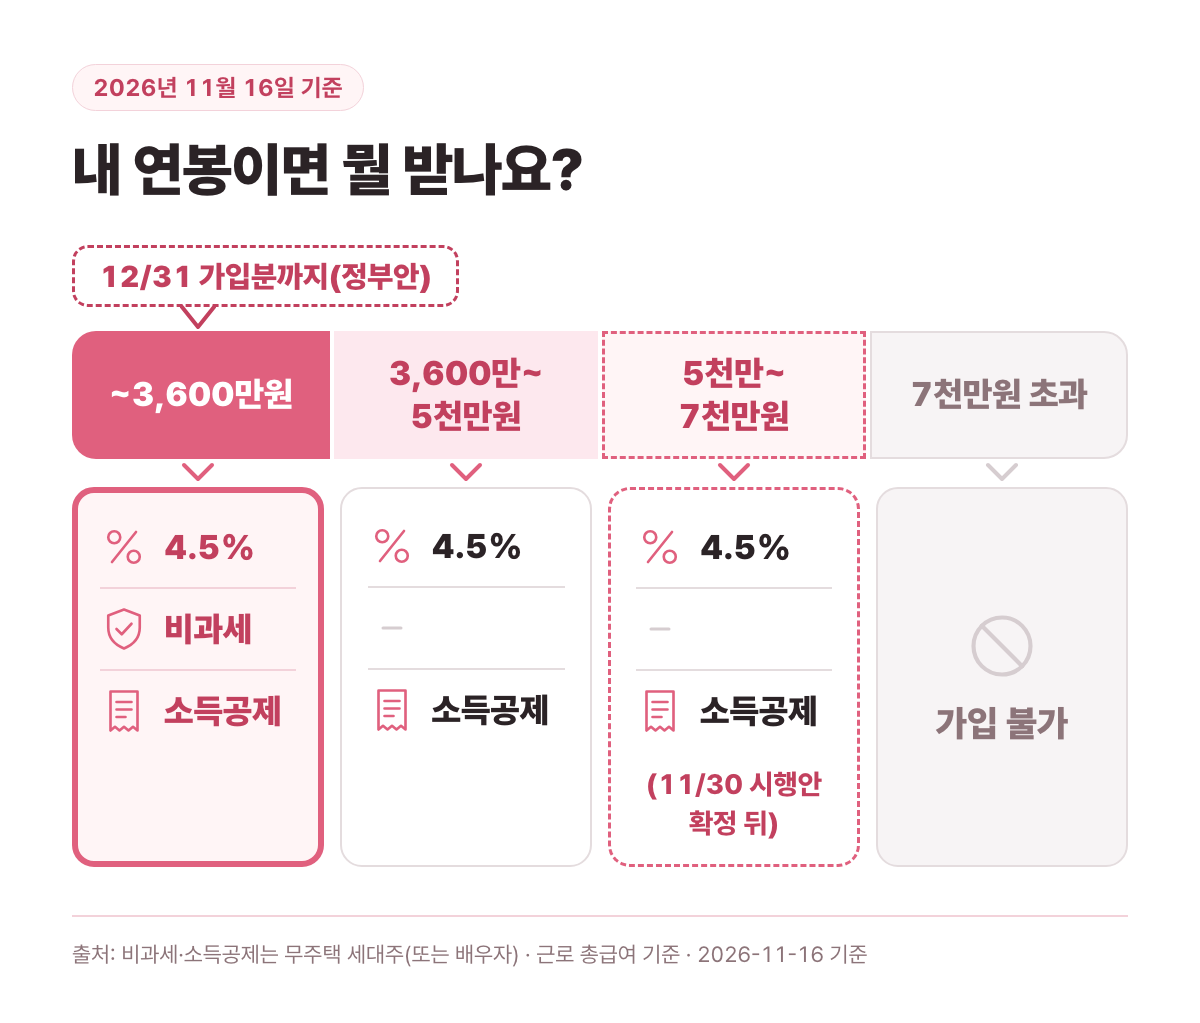 2026년 11월 16일 기준
내 연봉이면 뭘 받나요?
12/31 가입분까지(정부안)
~3,600만원
3,600만~
5천만원
5천만~
7천만원
7천만원 초과
4.5%
비과세
소득공제
4.5%
–
소득공제
4.5%
–
소득공제
(11/30 시행안
확정 뒤)
가입 불가
출처: 비과세·소득공제는 무주택 세대주(또는 배우자) · 근로 총급여 기준 · 2026-11-16 기준